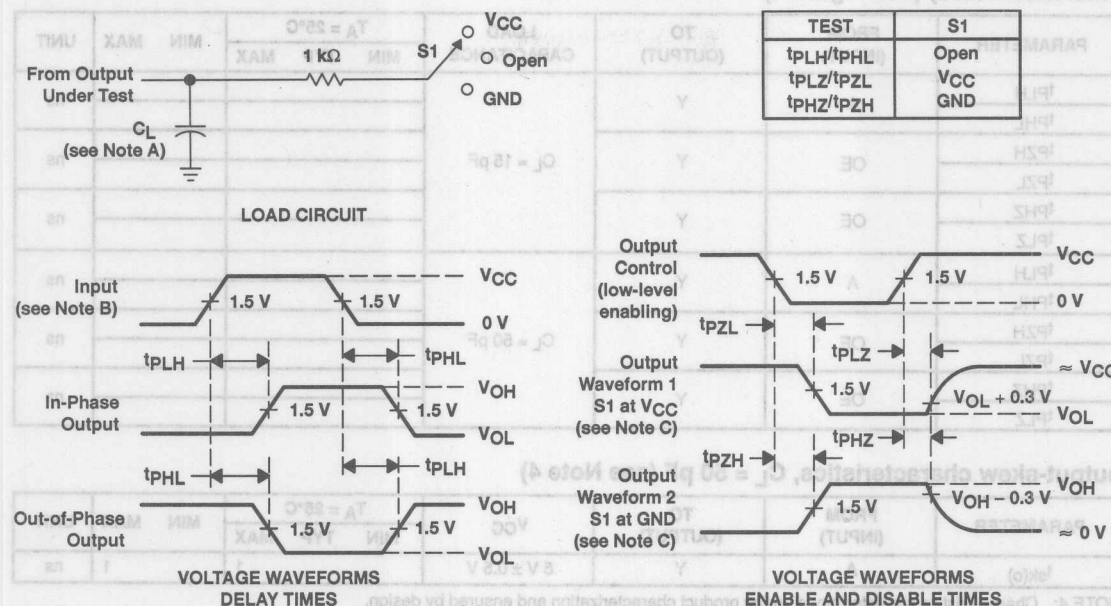 VCC
S1
Open
GND
1 kΩ
From Output
Under Test
CL
(see Note A)
LOAD CIRCUIT
TEST S1
tPLH/tPHL Open
tPLZ/tPZL VCC
tPHZ/tPZH GND
Input
(see Note B)
1.5 V
1.5 V
VCC
0 V
tPLH
tPHL
In-Phase
Output
1.5 V
1.5 V
VOH
VOL
tPHL
tPLH
Out-of-Phase
Output
1.5 V
1.5 V
VOH
VOL
VOLTAGE WAVEFORMS
DELAY TIMES
Output
Control
(low-level
enabling)
1.5 V
1.5 V
VCC
0 V
tPZL
tPLZ
Output
Waveform 1
S1 at VCC
(see Note C)
1.5 V
≈ VCC
VOL + 0.3 V
VOL
tPZH
tPHZ
Output
Waveform 2
S1 at GND
(see Note C)
1.5 V
VOH
VOH − 0.3 V
≈ 0 V
VOLTAGE WAVEFORMS
ENABLE AND DISABLE TIMES